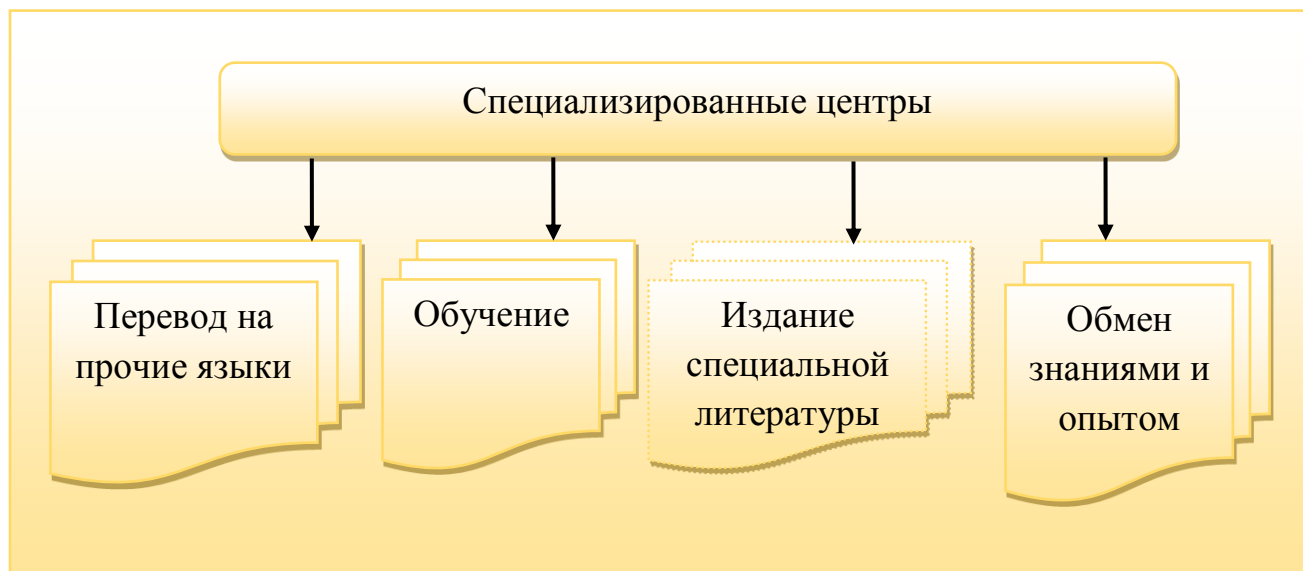 Специализированные центры
Перевод на
прочие языки
Обучение
Издание
специальной
литературы
Обмен
знаниями и
опытом